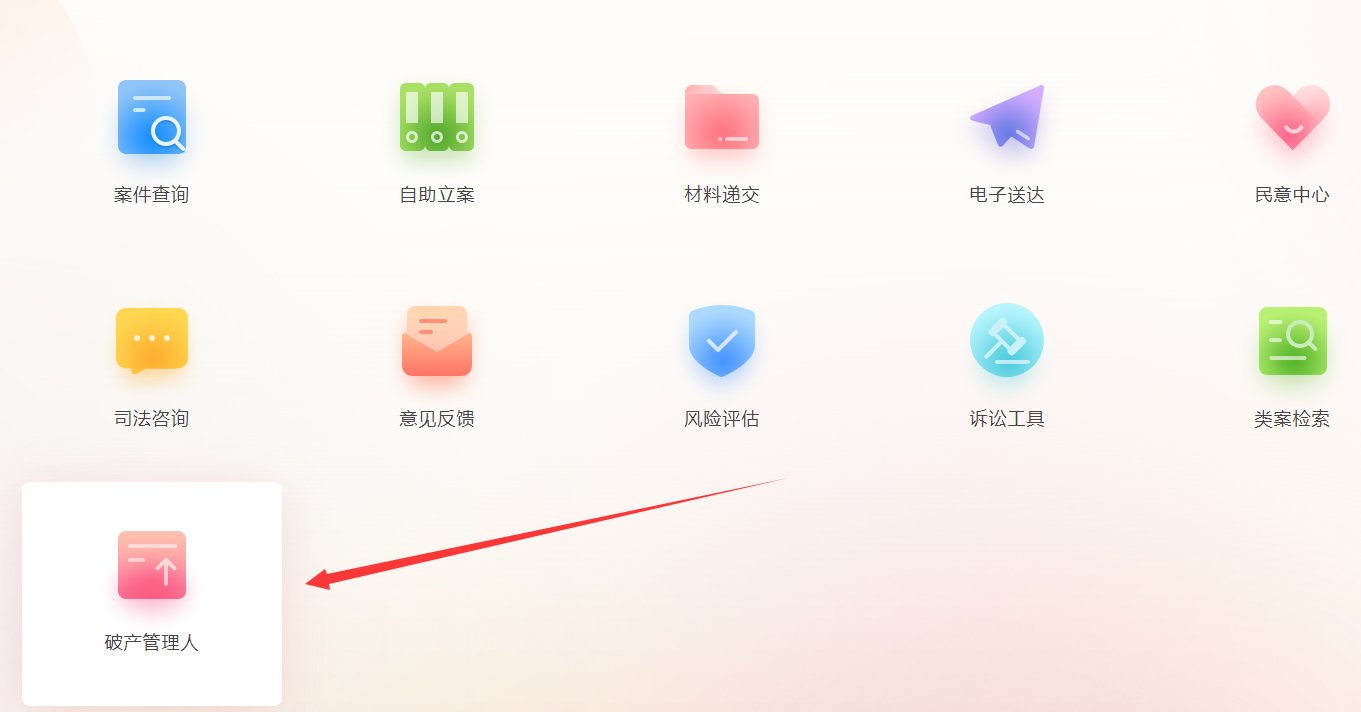 案件查询
自助立案
材料递交
电子送达
民意中心
司法咨询
意见反馈
风险评估
诉讼工具
类案检索
破产管理人